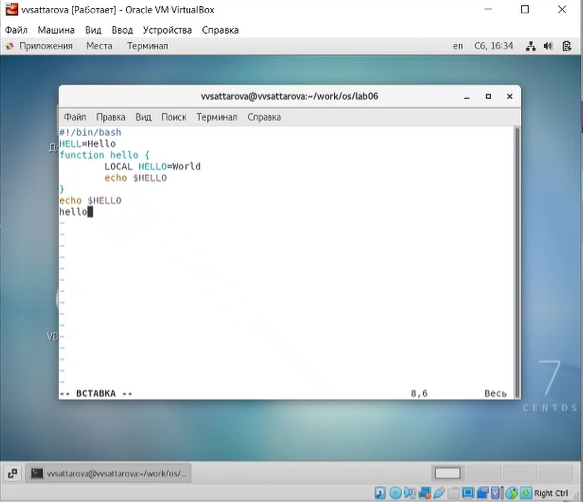 vvsattarova [Работает] - Oracle VM VirtualBox
Файл Машина Вид Ввод Устройства Справка
Приложения Места Терминал en Сб, 16:34
vvsattarova@vvsattarova:~/work/os/lab06
Файл Правка Вид Поиск Терминал Справка
#!/bin/bash
HELL=Hello
function hello {
LOCAL HELLO=World
echo $HELLO
}
echo $HELLO
hello
~
~
~
~
~
~
~
~
~
~
~
~
~
~
-- ВСТАВКА -- 8,6 Весь
7
CENTOS
vvsattarova@vvsattarova:~/work/os/...
Right Ctrl